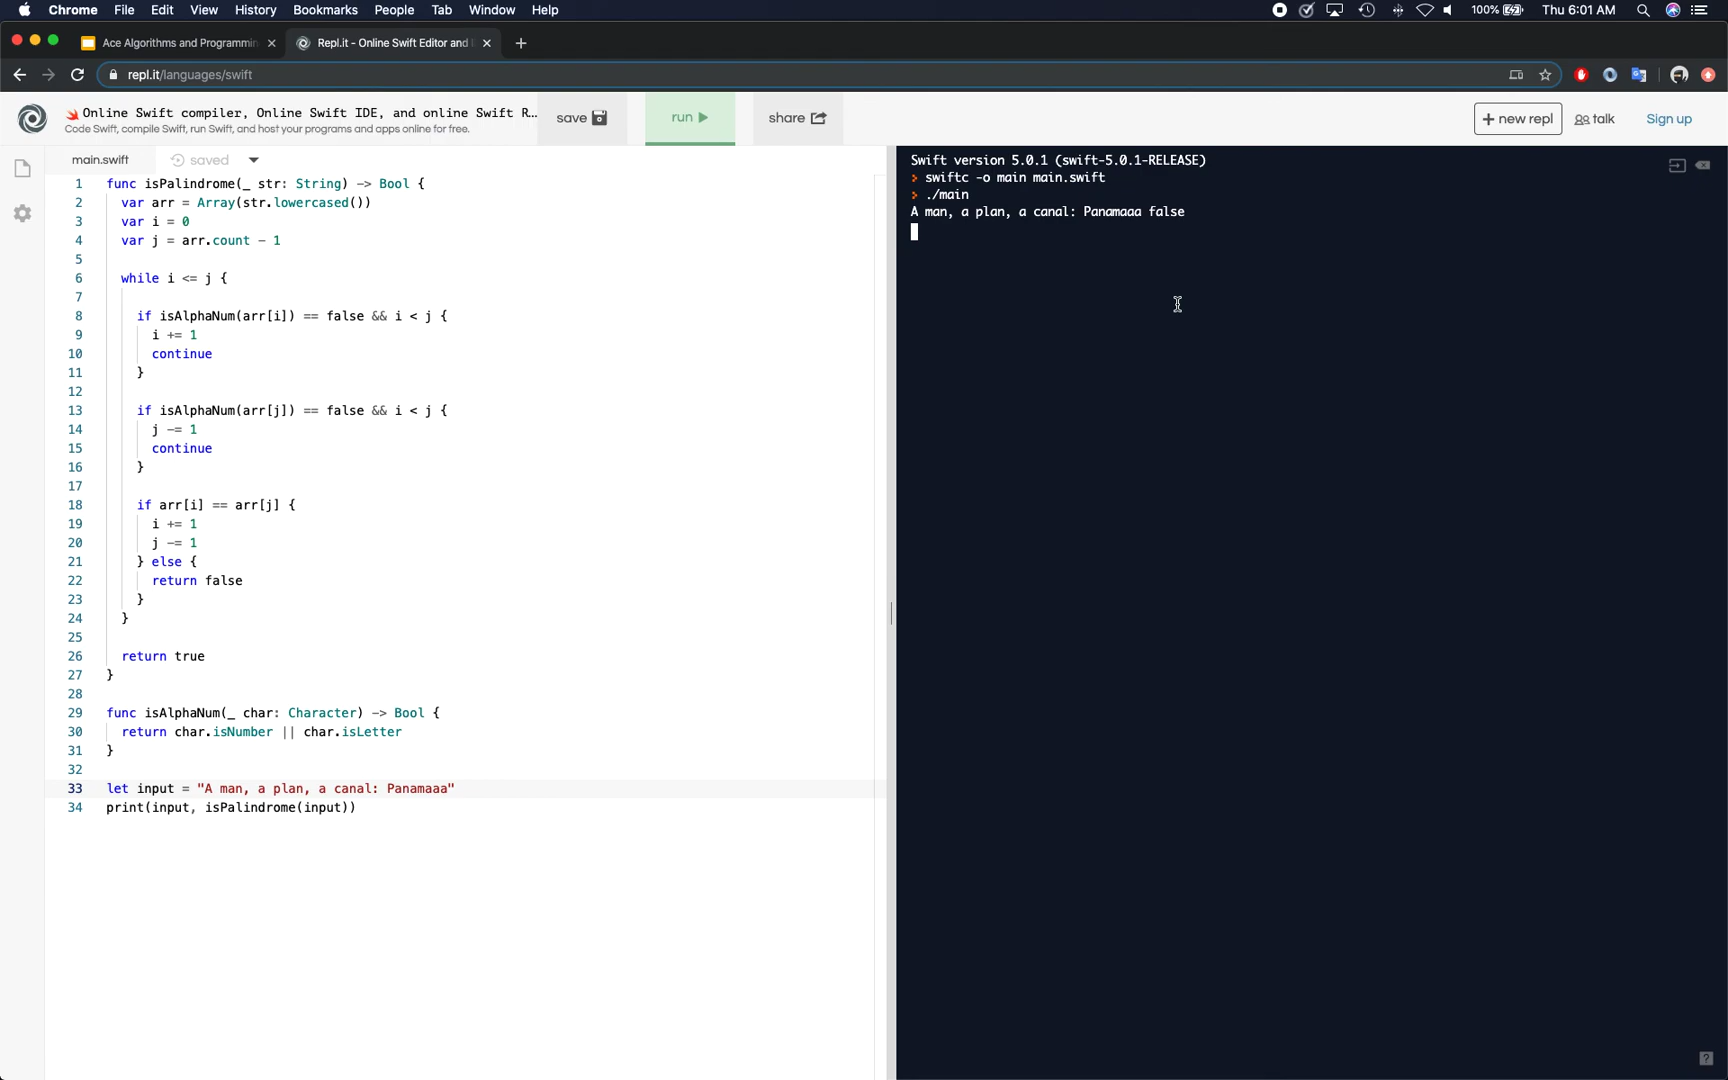 Chrome File Edit View History Bookmarks People Tab Window Help 100% Thu 6:01 AM
Ace Algorithms and Programmin
Repl.it - Online Swift Editor and I
repl.it/languages/swift
Online Swift compiler, Online Swift IDE, and online Swift R...
Code Swift, compile Swift, run Swift, and host your programs and apps online for free.
save run share + new repl talk Sign up
main.swift saved
1 func isPalindrome(_ str: String) -> Bool {
2 var arr = Array(str.lowercased())
3 var i = 0
4 var j = arr.count - 1
5
6 while i <= j {
7
8 if isAlphaNum(arr[i]) == false && i < j {
9 i += 1
10 continue
11 }
12
13 if isAlphaNum(arr[j]) == false && i < j {
14 j -= 1
15 continue
16 }
17
18 if arr[i] == arr[j] {
19 i += 1
20 j -= 1
21 } else {
22 return false
23 }
24 }
25
26 return true
27 }
28
29 func isAlphaNum(_ char: Character) -> Bool {
30 return char.isNumber || char.isLetter
31 }
32
33 let input = "A man, a plan, a canal: Panamaaa"
34 print(input, isPalindrome(input))
Swift version 5.0.1 (swift-5.0.1-RELEASE)
swiftc -o main main.swift
./main
A man, a plan, a canal: Panamaaa false
?